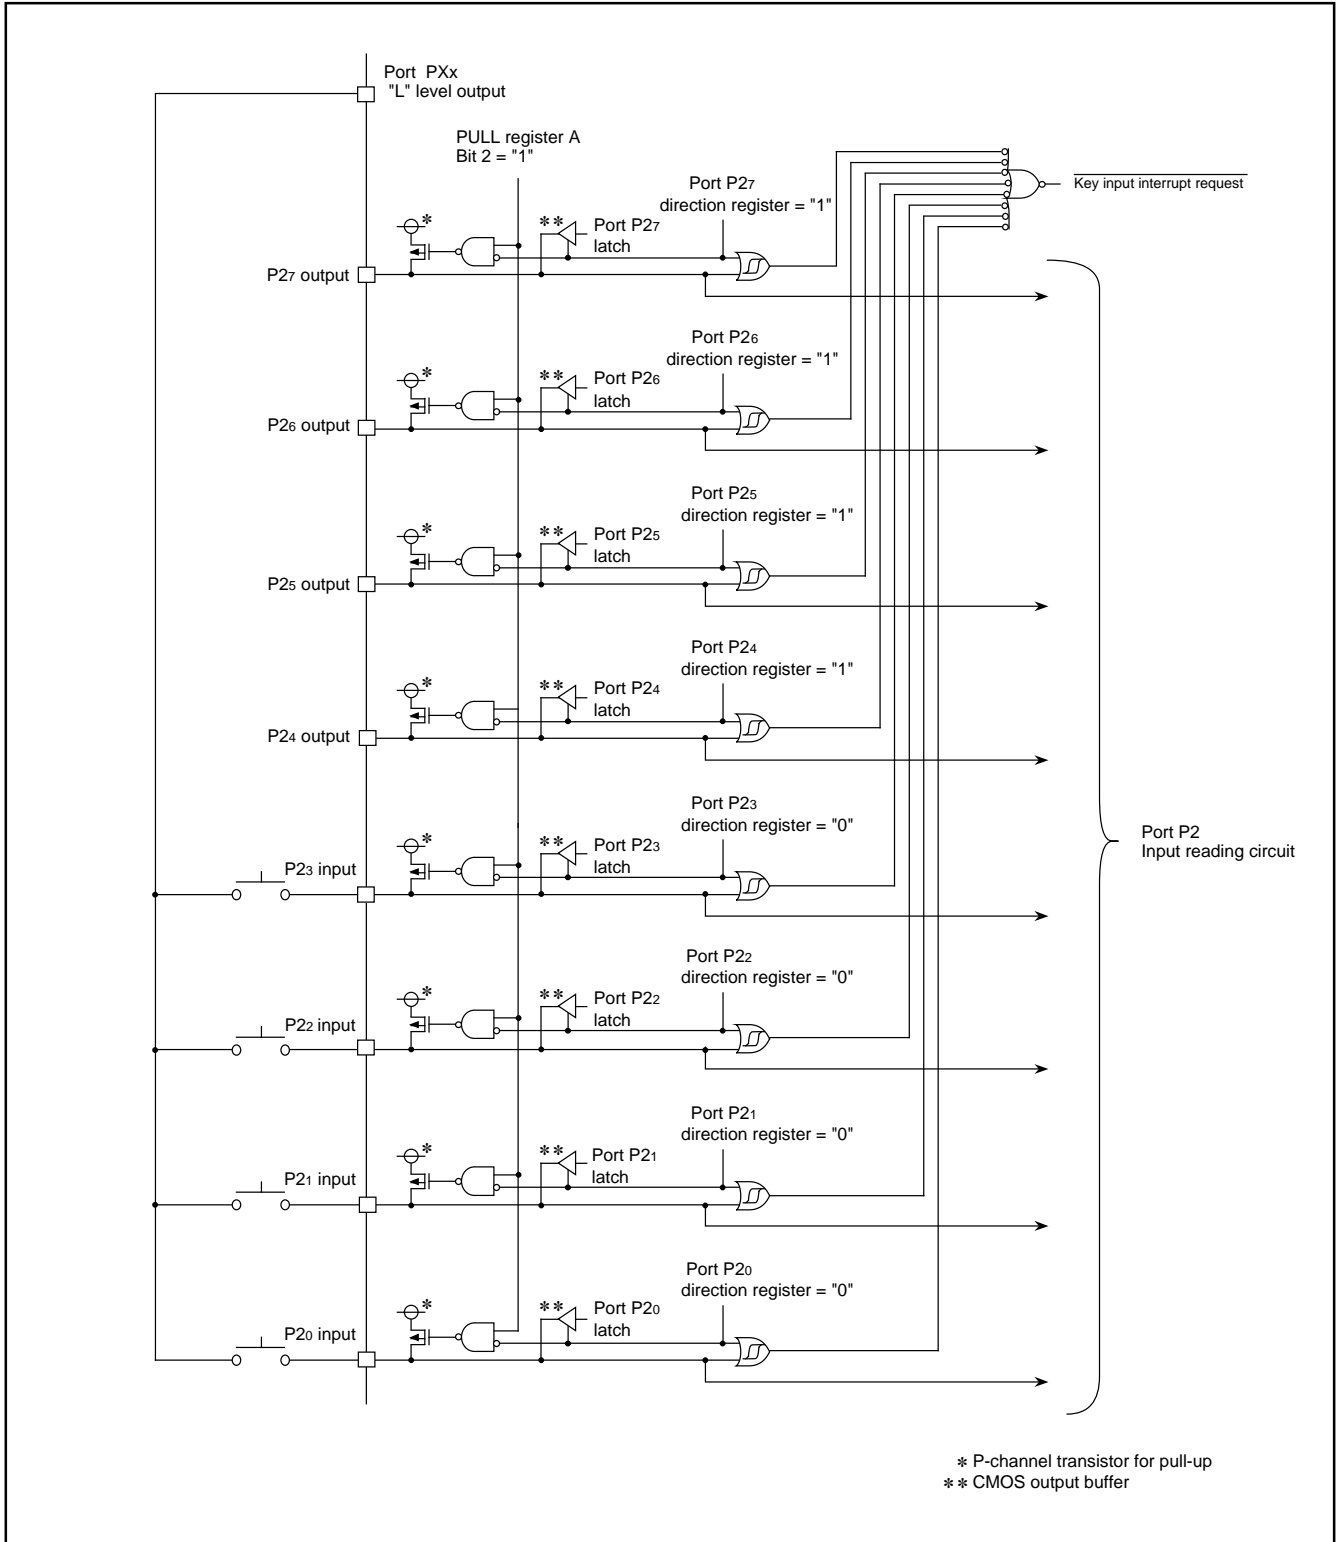 Port PXx
"L" level output
PULL register A
Bit 2 = "1"
Key input interrupt request
Port P27
direction register = "1"
** Port P27
latch
*
P27 output
Port P26
direction register = "1"
** Port P26
latch
*
P26 output
Port P25
direction register = "1"
** Port P25
latch
*
P25 output
Port P24
direction register = "1"
** Port P24
latch
*
P24 output
Port P23
direction register = "0"
** Port P23
latch
*
P23 input
Port P2
Input reading circuit
Port P22
direction register = "0"
** Port P22
latch
*
P22 input
Port P21
direction register = "0"
** Port P21
latch
*
P21 input
Port P20
direction register = "0"
** Port P20
latch
*
P20 input
* P-channel transistor for pull-up
** CMOS output buffer